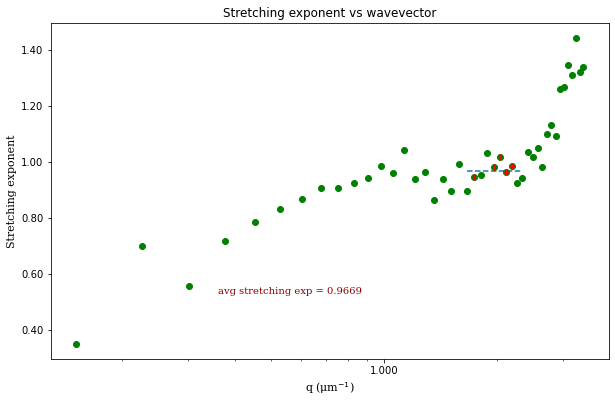 Stretching exponent vs wavevector
Stretching exponent
1.40
1.20
1.00
0.80
0.60
0.40
avg stretching exp = 0.9669
1.000
q (μm⁻¹)